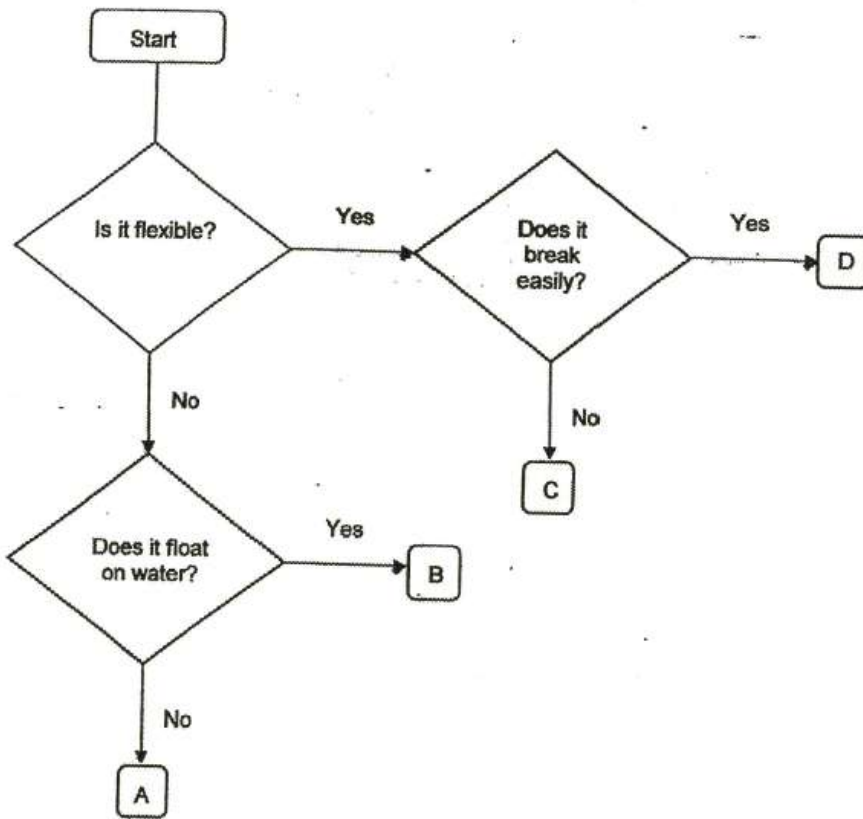 Start
Is it flexible?
Yes
Does it
break
easily?
Yes
D
No
No
C
Does it float
on water?
Yes
B
No
A